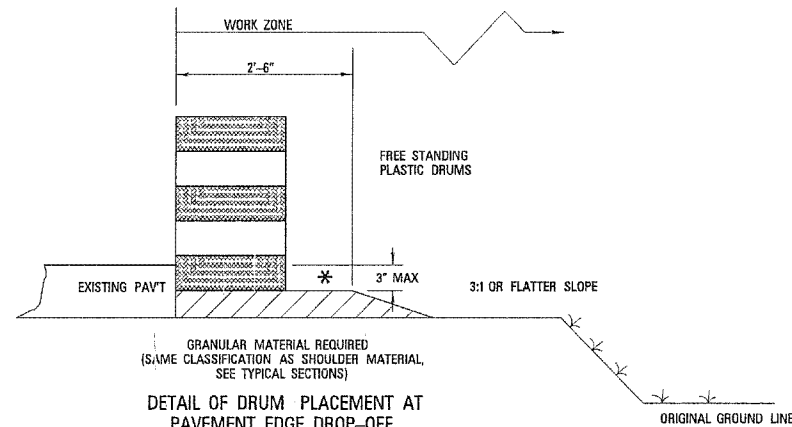 WORK ZONE
2'-6"
FREE STANDING
PLASTIC DRUMS
*
3" MAX
EXISTING PAV'T
3:1 OR FLATTER SLOPE
GRANULAR MATERIAL REQUIRED
(SAME CLASSIFICATION AS SHOULDER MATERIAL,
SEE TYPICAL SECTIONS)
DETAIL OF DRUM PLACEMENT AT
PAVEMENT EDGE DROP-OFF
ORIGINAL GROUND LINE